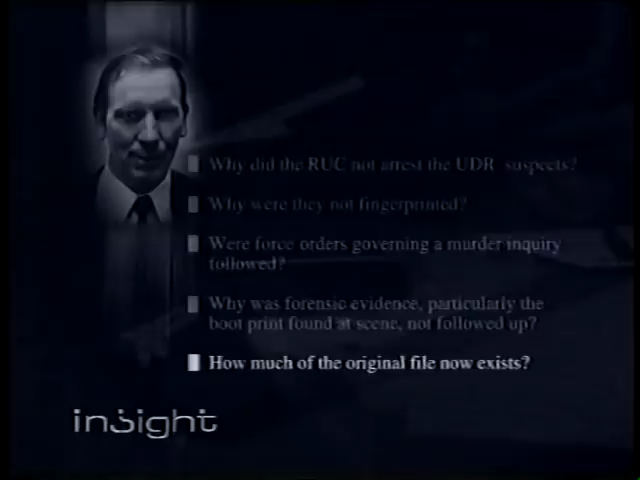 Why did the RUC not arrest the UDR suspects?
Why were they not fingerprinted?
Were force orders governing a murder inquiry
followed?
Why was forensic evidence, particularly the
boot print found at scene, not followed up?
How much of the original file now exists?
insight